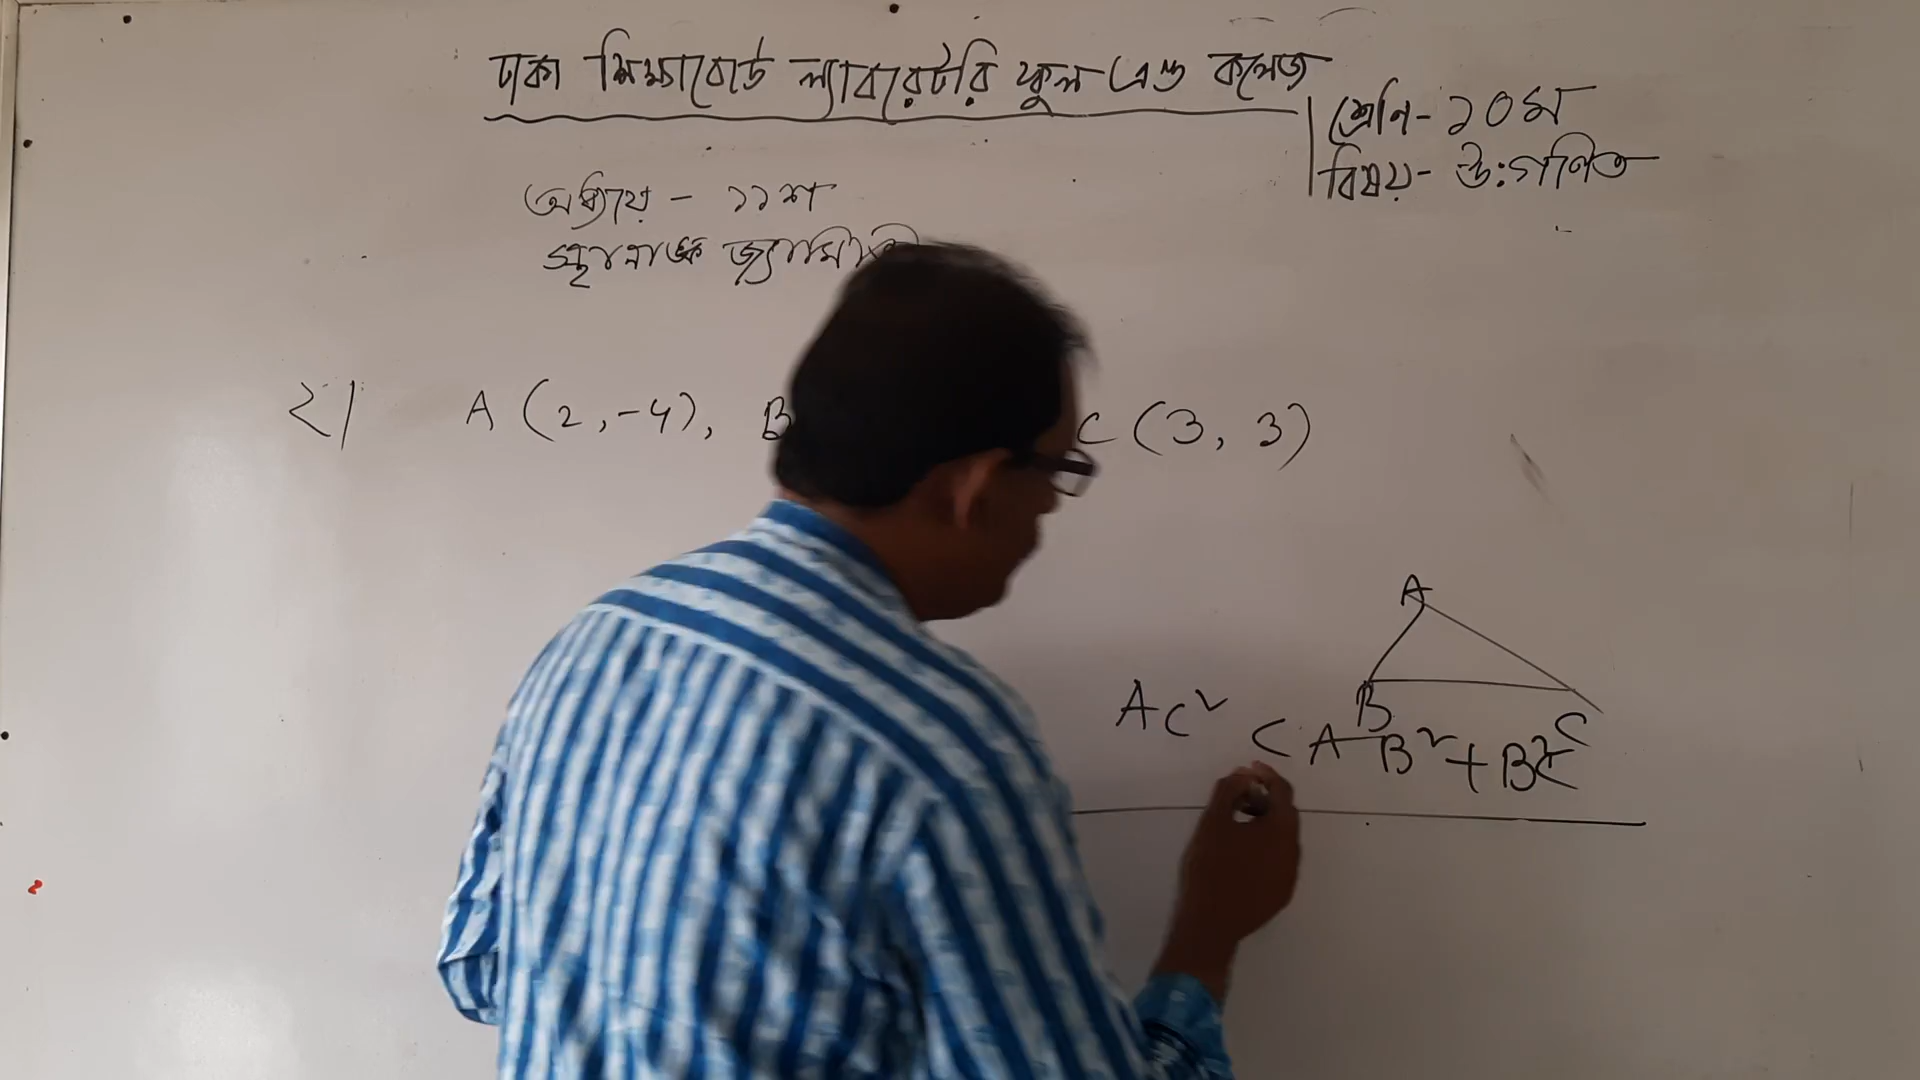 ঢাকা শিক্ষাবোর্ড ল্যাবরেটরি স্কুল এন্ড কলেজ
শ্রেণি- ১০ম
বিষয়- উ:গণিত
অধ্যায় - ১১শ
স্থানাঙ্ক
২। A (2, -4), B C (3, 3)
A
B
C
AC² < AB² + BC²